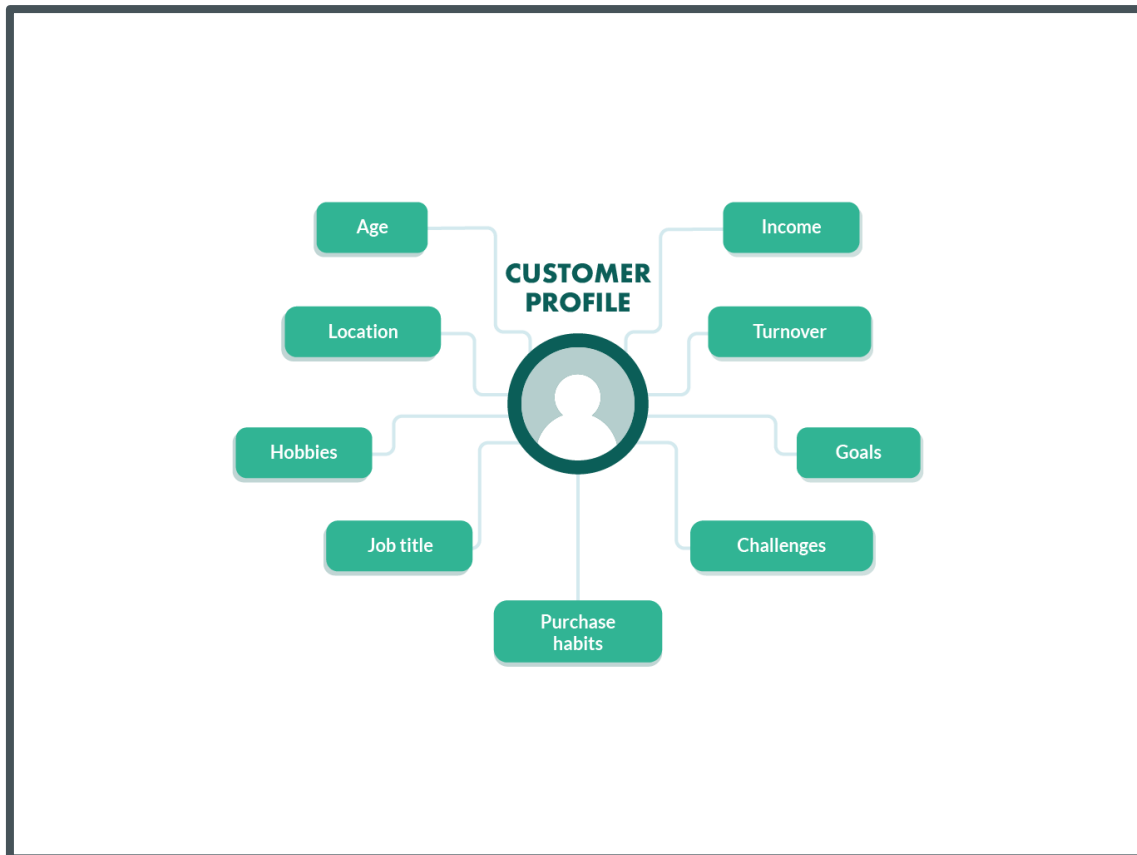 Age
Income
CUSTOMER
PROFILE
Location
Turnover
Hobbies
Goals
Job title
Challenges
Purchase
habits